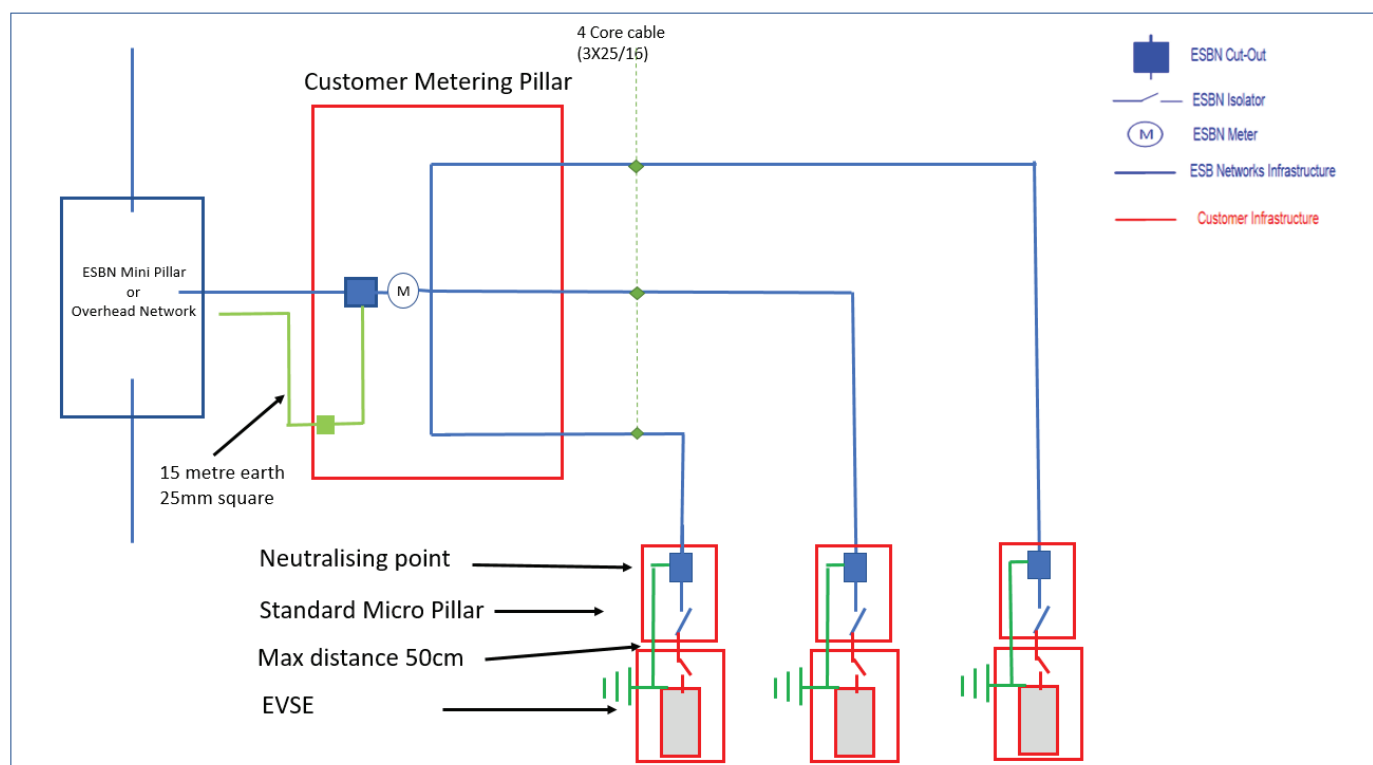 4 Core cable
(3X25/16)
Customer Metering Pillar
ESBN Cut-Out
ESBN Isolator
M
ESBN Meter
ESB Networks Infrastructure
Customer Infrastructure
ESBN Mini Pillar
or
Overhead Network
M
15 metre earth
25mm square
Neutralising point
Standard Micro Pillar
Max distance 50cm
EVSE